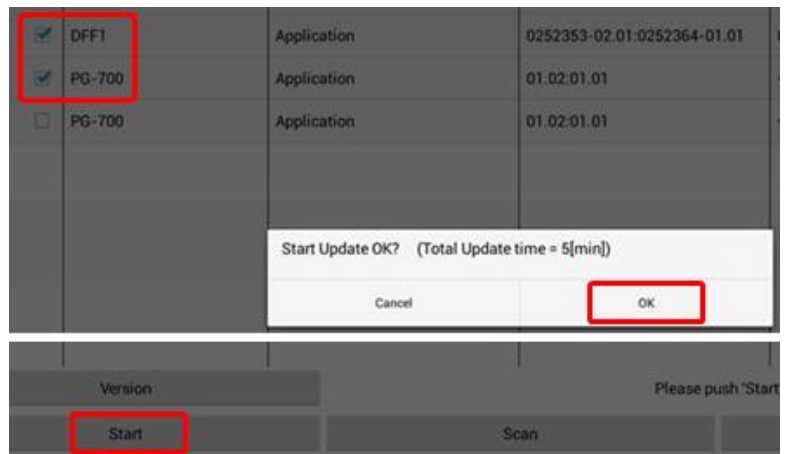 DFF1 Application 0252353-02.01:0252364-01.01
PG-700 Application 01.02:01.01
PG-700 Application 01.02:01.01
Start Update OK? (Total Update time = 5[min])
Cancel OK
Version Please push 'Start
Start Scan